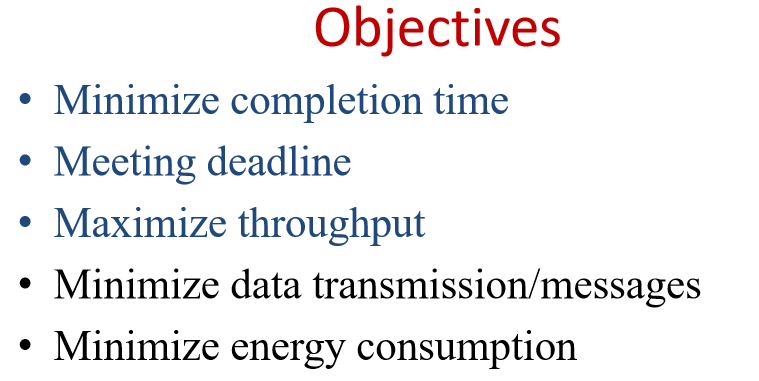 Objectives
• Minimize completion time
• Meeting deadline
• Maximize throughput
• Minimize data transmission/messages
• Minimize energy consumption